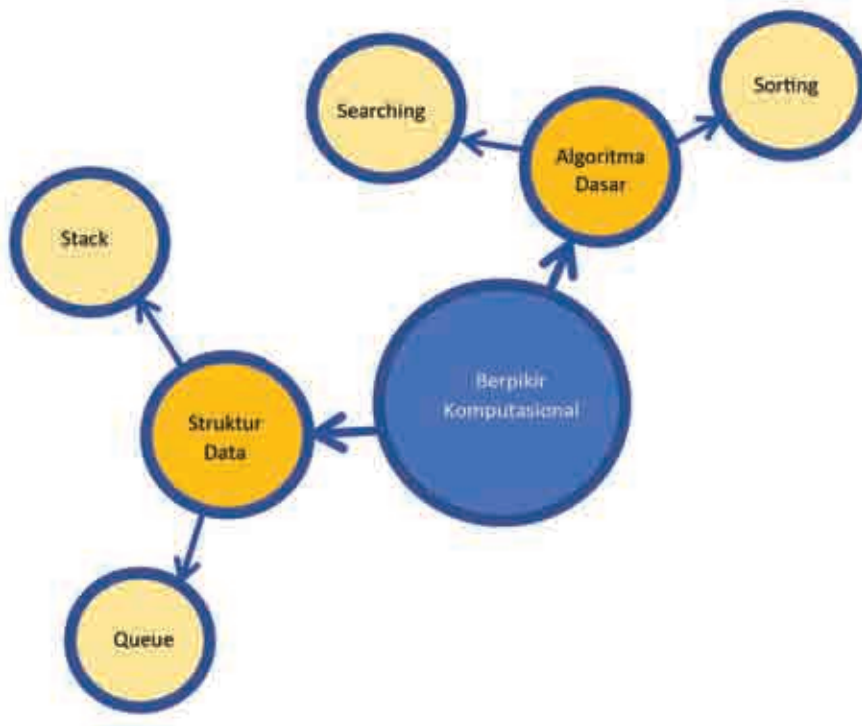 Searching
Sorting
Algoritma
Dasar
Stack
Berpikir
Komputasional
Struktur
Data
Queue